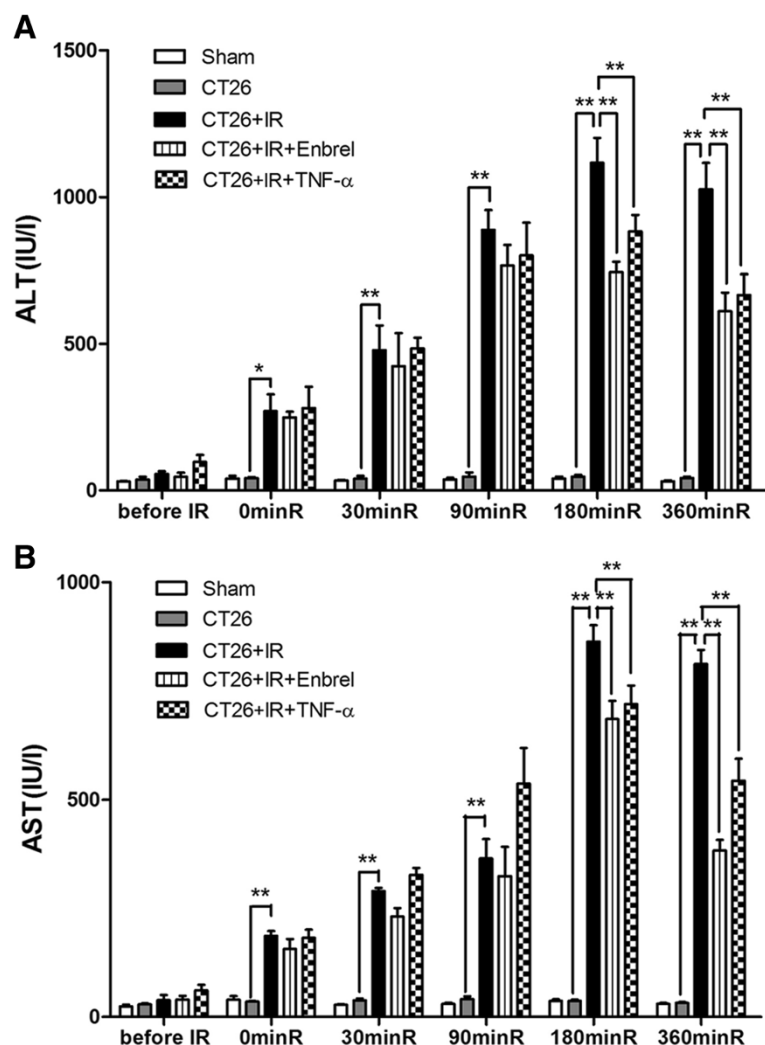 A
ALT(IU/l)
1500
1000
500
0
Sham
CT26
CT26+IR
CT26+IR+Enbrel
CT26+IR+TNF-α
*
**
**
** **
**
** **
**
before IR 0minR 30minR 90minR 180minR 360minR
B
AST(IU/l)
1000
500
0
Sham
CT26
CT26+IR
CT26+IR+Enbrel
CT26+IR+TNF-α
**
**
**
** **
**
** **
**
before IR 0minR 30minR 90minR 180minR 360minR